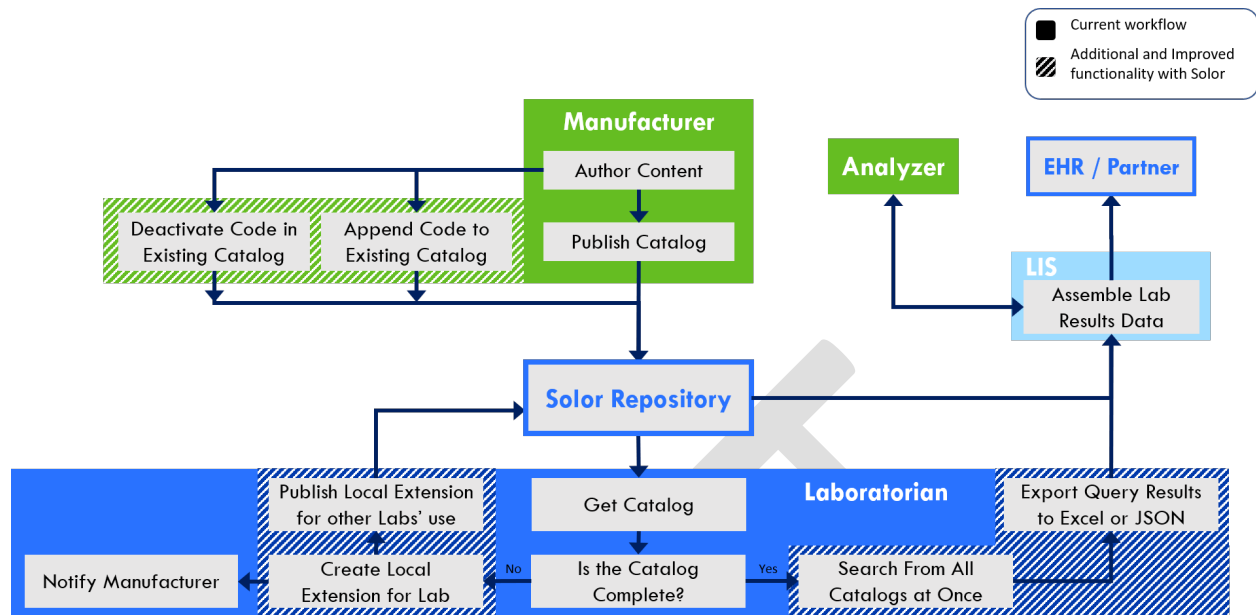 Current workflow
Additional and Improved
functionality with Solor
Manufacturer
Author Content
Deactivate Code in
Existing Catalog
Append Code to
Existing Catalog
Publish Catalog
Analyzer
EHR / Partner
LIS
Assemble Lab
Results Data
Solor Repository
Laboratorian
Publish Local Extension
for other Labs’ use
Get Catalog
Export Query Results
to Excel or JSON
Notify Manufacturer
Create Local
Extension for Lab
No
Is the Catalog
Complete?
Yes
Search From All
Catalogs at Once